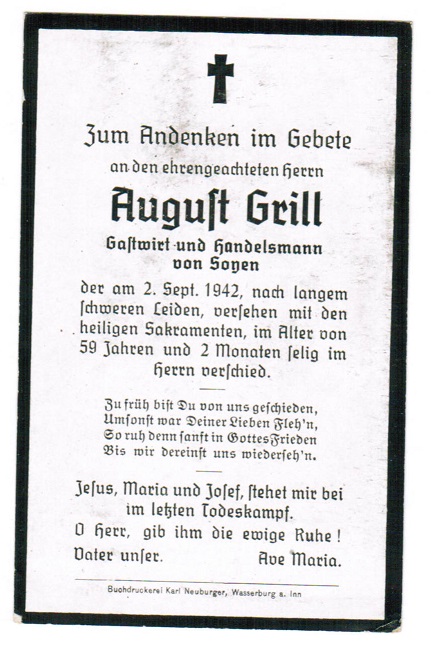 Zum Andenken im Gebete
an den ehrengeachteten Herrn
Auguſt Grill
Gaſtwirt und Handelsmann
von Soyen
der am 2. Sept. 1942, nach langem
ſchweren Leiden, verſehen mit den
heiligen Sakramenten, im Alter von
59 Jahren und 2 Monaten ſelig im
Herrn verſchied.
Zu früh biſt Du von uns geſchieden,
Umſonſt war Deiner Lieben Fleh'n,
So ruh denn ſanft in Gottes Frieden
Bis wir dereinſt uns wiederſeh'n.
Jeſus, Maria und Joſef, ſtehet mir bei
im letzten Todeskampf.
O Herr, gib ihm die ewige Ruhe!
Vater unſer. Ave Maria.
Buchdruckerei Karl Neuburger, Wasserburg a. Inn